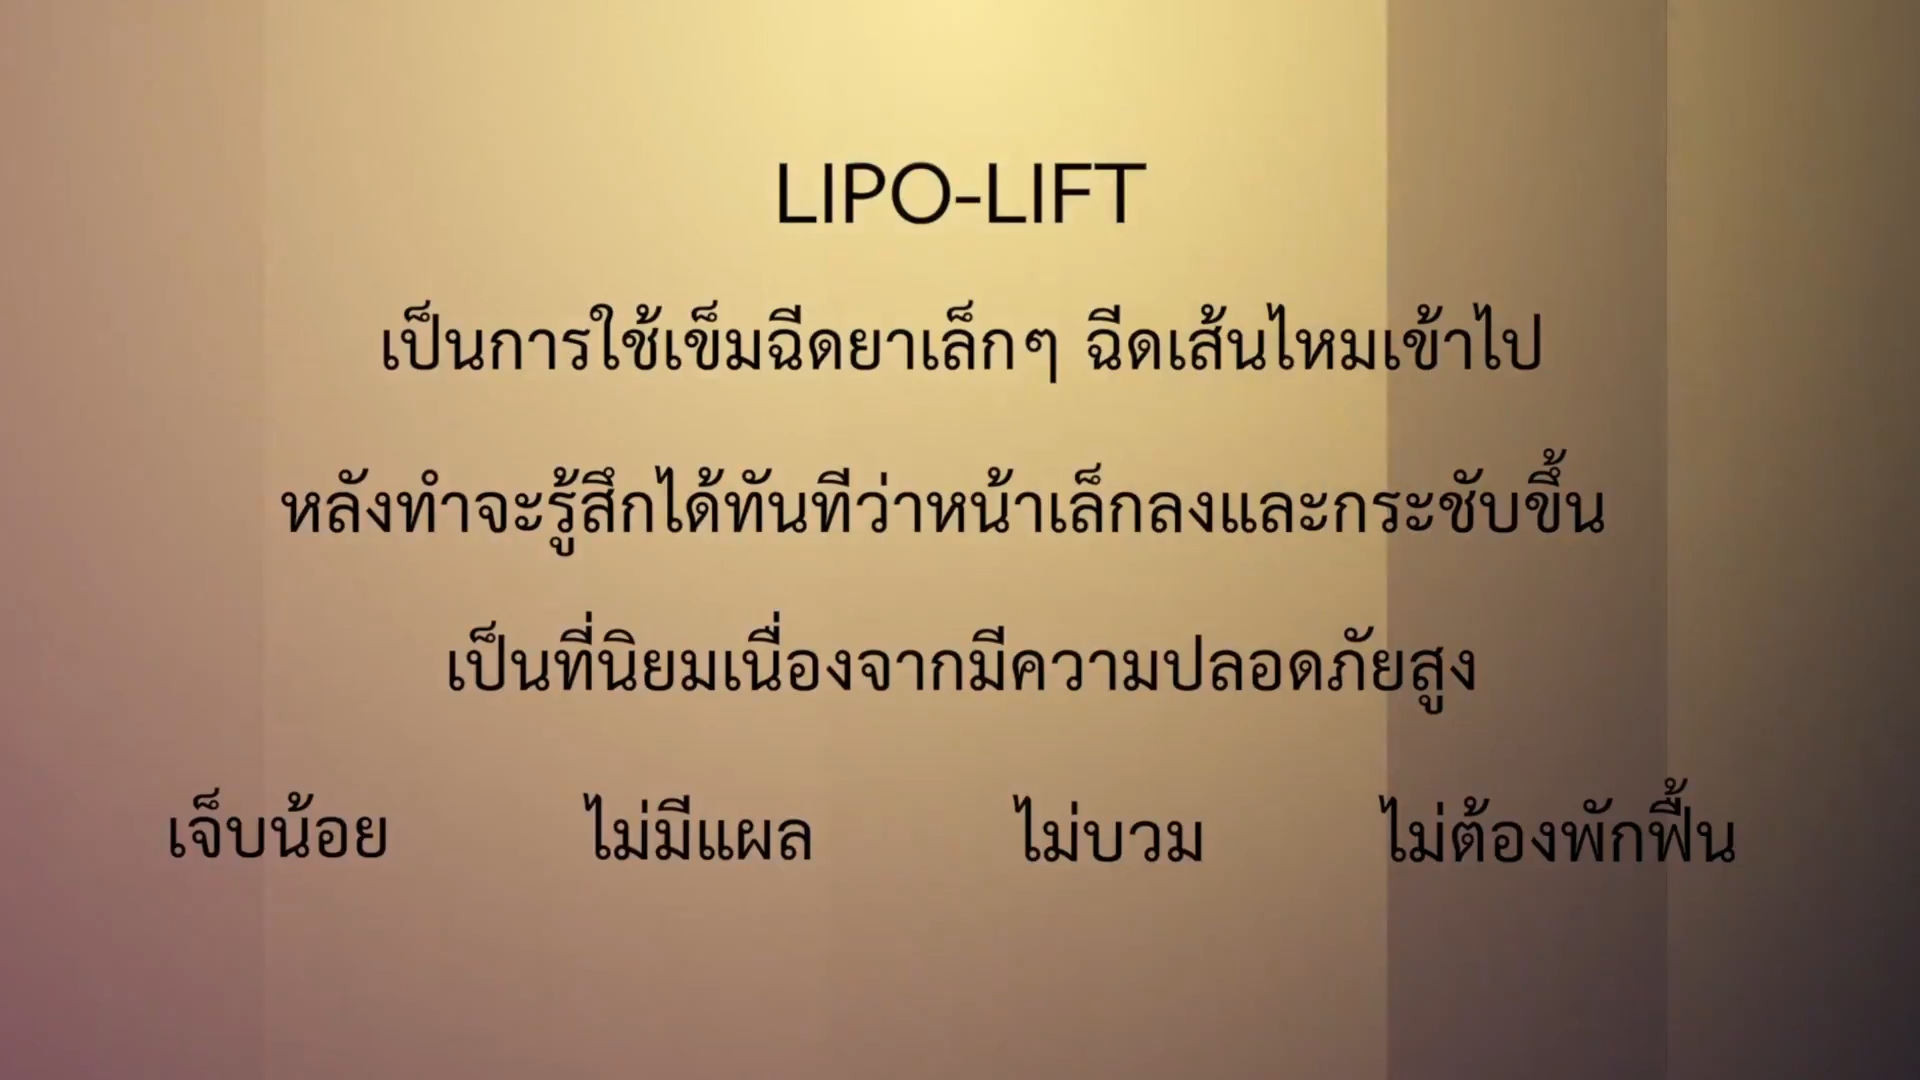 LIPO-LIFT
เป็นการใช้เข็มฉีดยาเล็กๆ ฉีดเส้นไหมเข้าไป
หลังทำจะรู้สึกได้ทันทีว่าหน้าเล็กลงและกระชับขึ้น
เป็นที่นิยมเนื่องจากมีความปลอดภัยสูง
เจ็บน้อย ไม่มีแผล ไม่บวม ไม่ต้องพักฟื้น